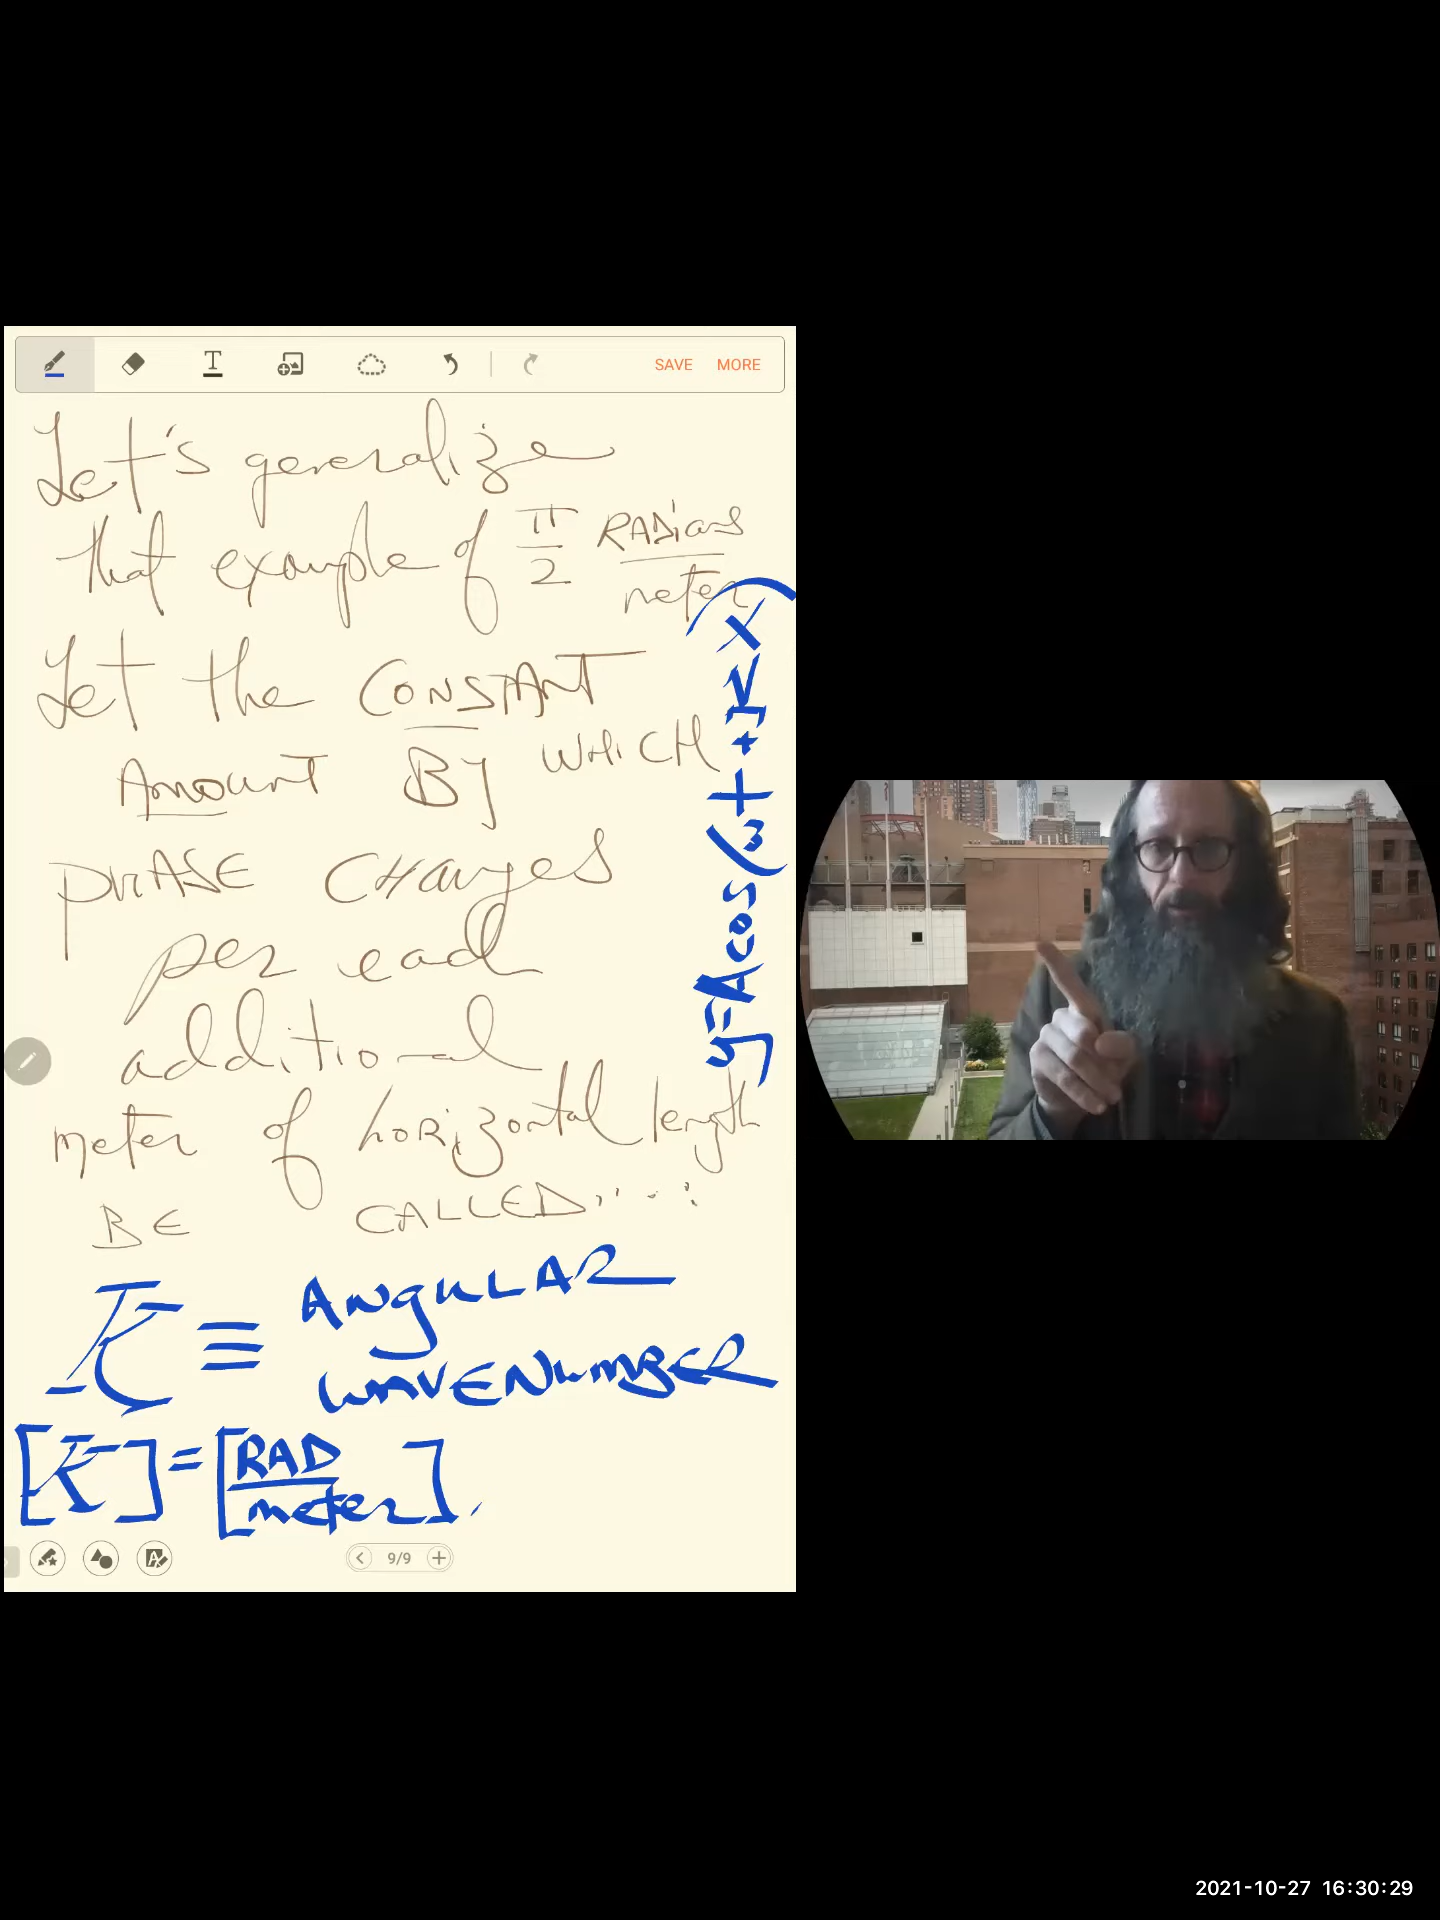 SAVE MORE
Let's generalize
that example of π/2 RADians/meter
Let the CONSTANT
AMOUNT BY WHICH
PHASE CHANGES
per each
additional
meter of horizontal length
BE CALLED.....
y=Acos(ωt+kx)
K ≡ ANGULAR
WAVENUMBER
[K]=[RAD/meter]
9/9
2021-10-27 16:30:29